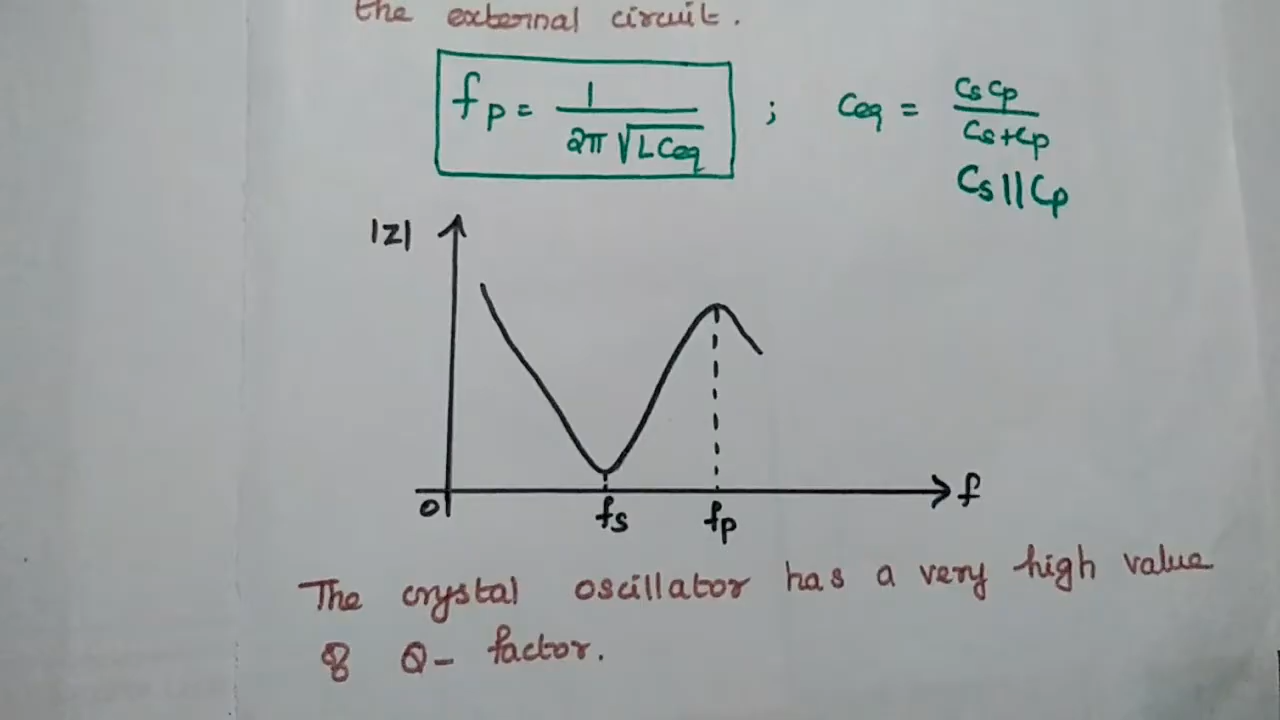 the external circuit.
fp = 1 / 2π √LCeq ; Ceq = CsCp / Cs+Cp
Cs||Cp
|Z|
0 fs fp f
The crystal oscillator has a very high value
of Q- factor.